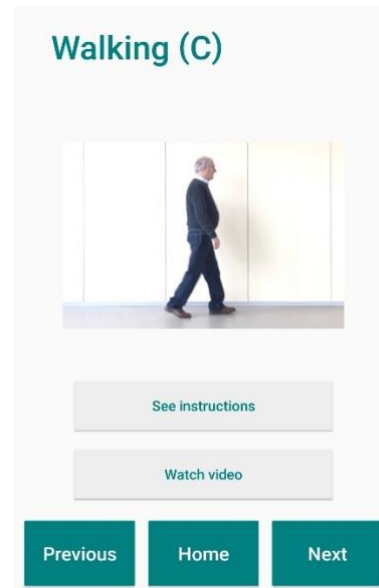 Walking (C)
See instructions
Watch video
Previous Home Next